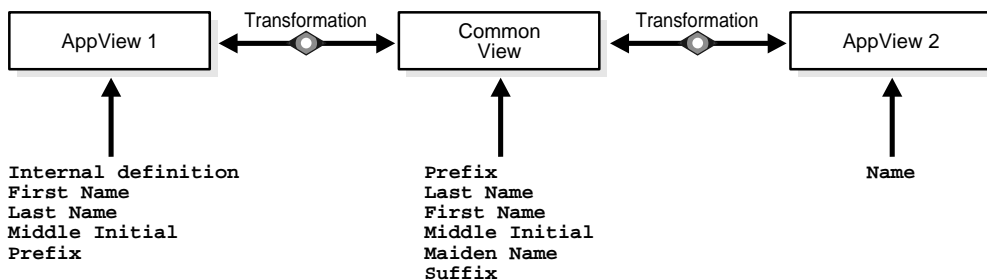 Transformation
Transformation
AppView 1
Common
View
AppView 2
Internal definition
First Name
Last Name
Middle Initial
Prefix
Prefix
Last Name
First Name
Middle Initial
Maiden Name
Suffix
Name